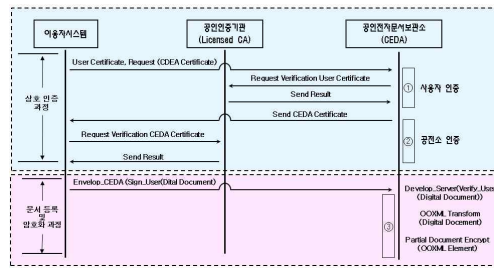 이용자시스템
공인인증기관
(Licensed CA)
공인전자문서보관소
(CEDA)
User Certificate, Request (CDEA Certificate)
Request Verification User Certificate
Send Result
① 사용자 인증
상호 인증
과정
Send CEDA Certificate
Request Verification CEDA Certificate
② 공전소 인증
Send Result
Envelop_CEDA (Sign_User(Dital Document)
Develop_Server(Verify_User
(Digital Document))
문서 등록
및
암호화 과정
③
OOXML Transform
(Digital Docement)
Partial Document Encrypt
(OOXML Element)